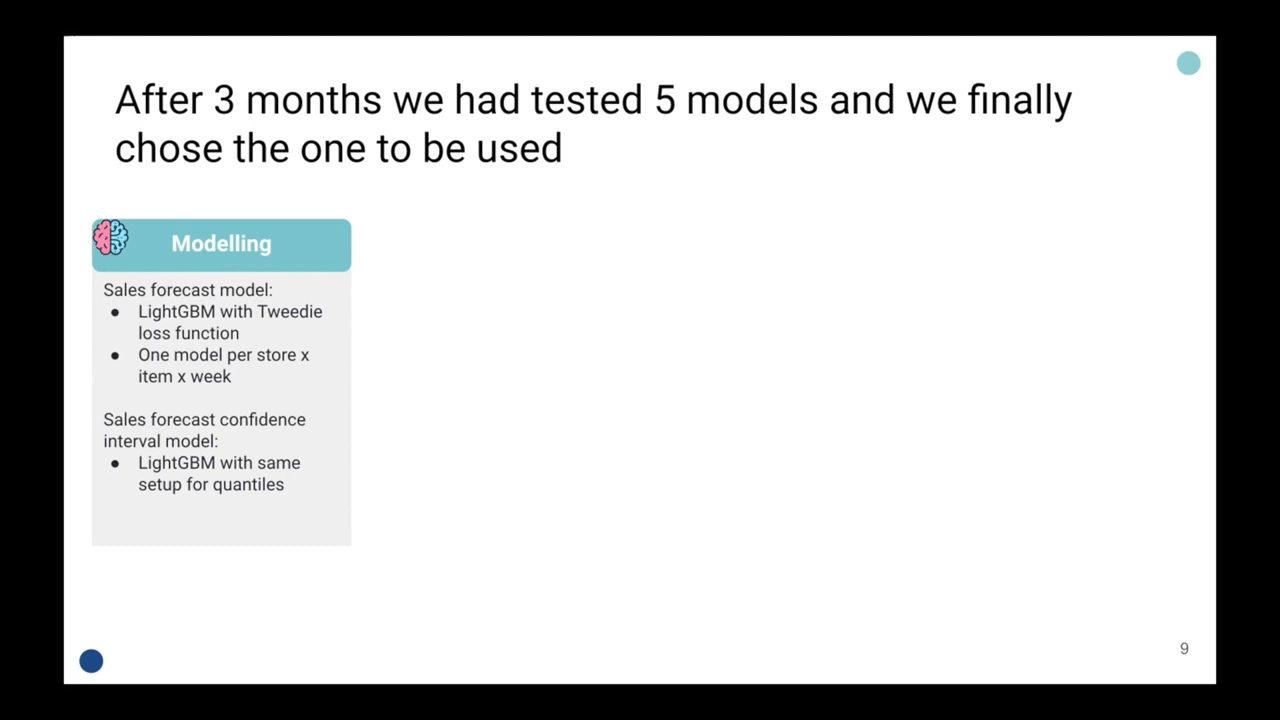 After 3 months we had tested 5 models and we finally
chose the one to be used
Modelling
Sales forecast model:
● LightGBM with Tweedie
loss function
● One model per store x
item x week
Sales forecast confidence
interval model:
● LightGBM with same
setup for quantiles
9